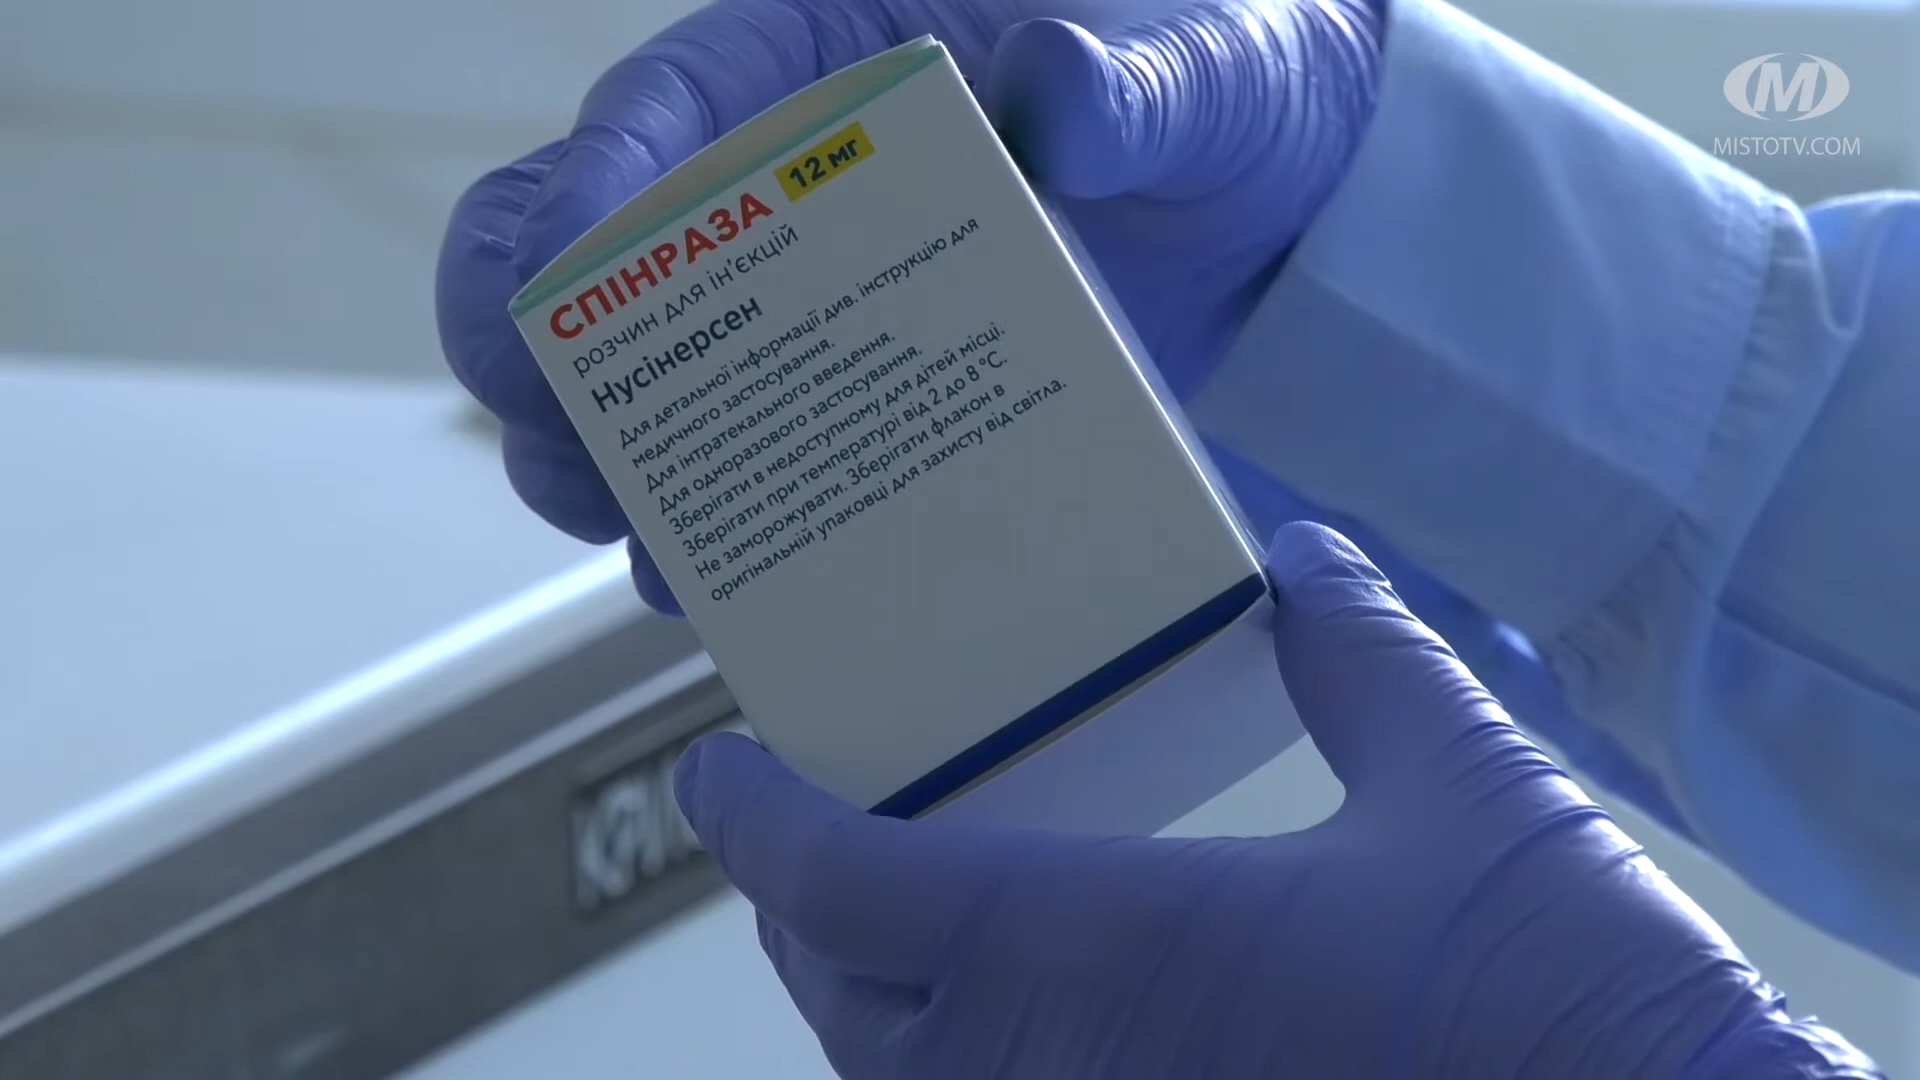 СПІНРАЗА 12 мг
розчин для ін'єкцій
Нусінерсен
Для детальної інформації див. інструкцію для
медичного застосування.
Для інтратекального введення.
Для одноразового застосування.
Зберігати в недоступному для дітей місці.
Зберігати при температурі від 2 до 8 °C.
Не заморожувати. Зберігати флакон в
оригінальній упаковці для захисту від світла.
M
MISTOTV.COM